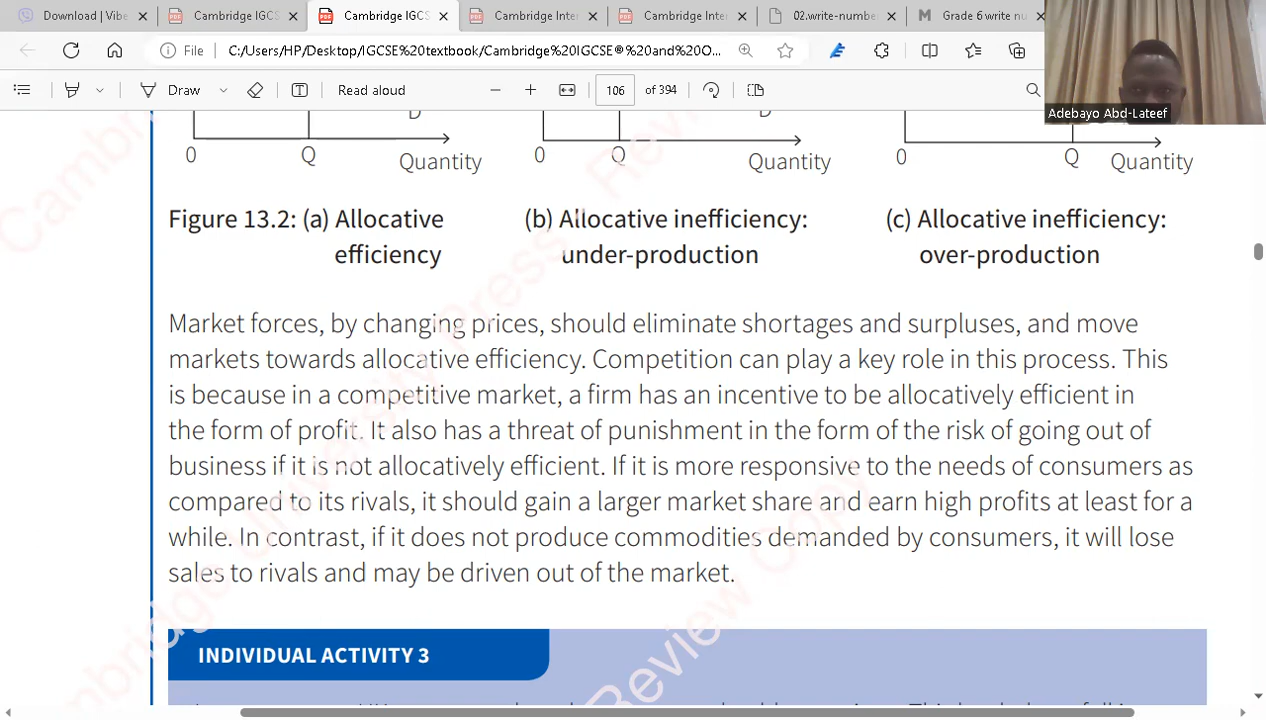 Download | Vibe
Cambridge IGCS
Cambridge IGCS
Cambridge Inter
Cambridge Inter
02.write-number
Grade 6 write nu
File C:/Users/HP/Desktop/IGCSE%20textbook/Cambridge%20IGCSE®%20and%20O...
Draw
Read aloud
106 of 394
Adebayo Abd-Lateef
D
0 Q Quantity
0 Q Quantity
0 Q Quantity
Figure 13.2: (a) Allocative
efficiency
(b) Allocative inefficiency:
under-production
(c) Allocative inefficiency:
over-production
Market forces, by changing prices, should eliminate shortages and surpluses, and move
markets towards allocative efficiency. Competition can play a key role in this process. This
is because in a competitive market, a firm has an incentive to be allocatively efficient in
the form of profit. It also has a threat of punishment in the form of the risk of going out of
business if it is not allocatively efficient. If it is more responsive to the needs of consumers as
compared to its rivals, it should gain a larger market share and earn high profits at least for a
while. In contrast, if it does not produce commodities demanded by consumers, it will lose
sales to rivals and may be driven out of the market.
INDIVIDUAL ACTIVITY 3
Cambridge University Press - Review Copy